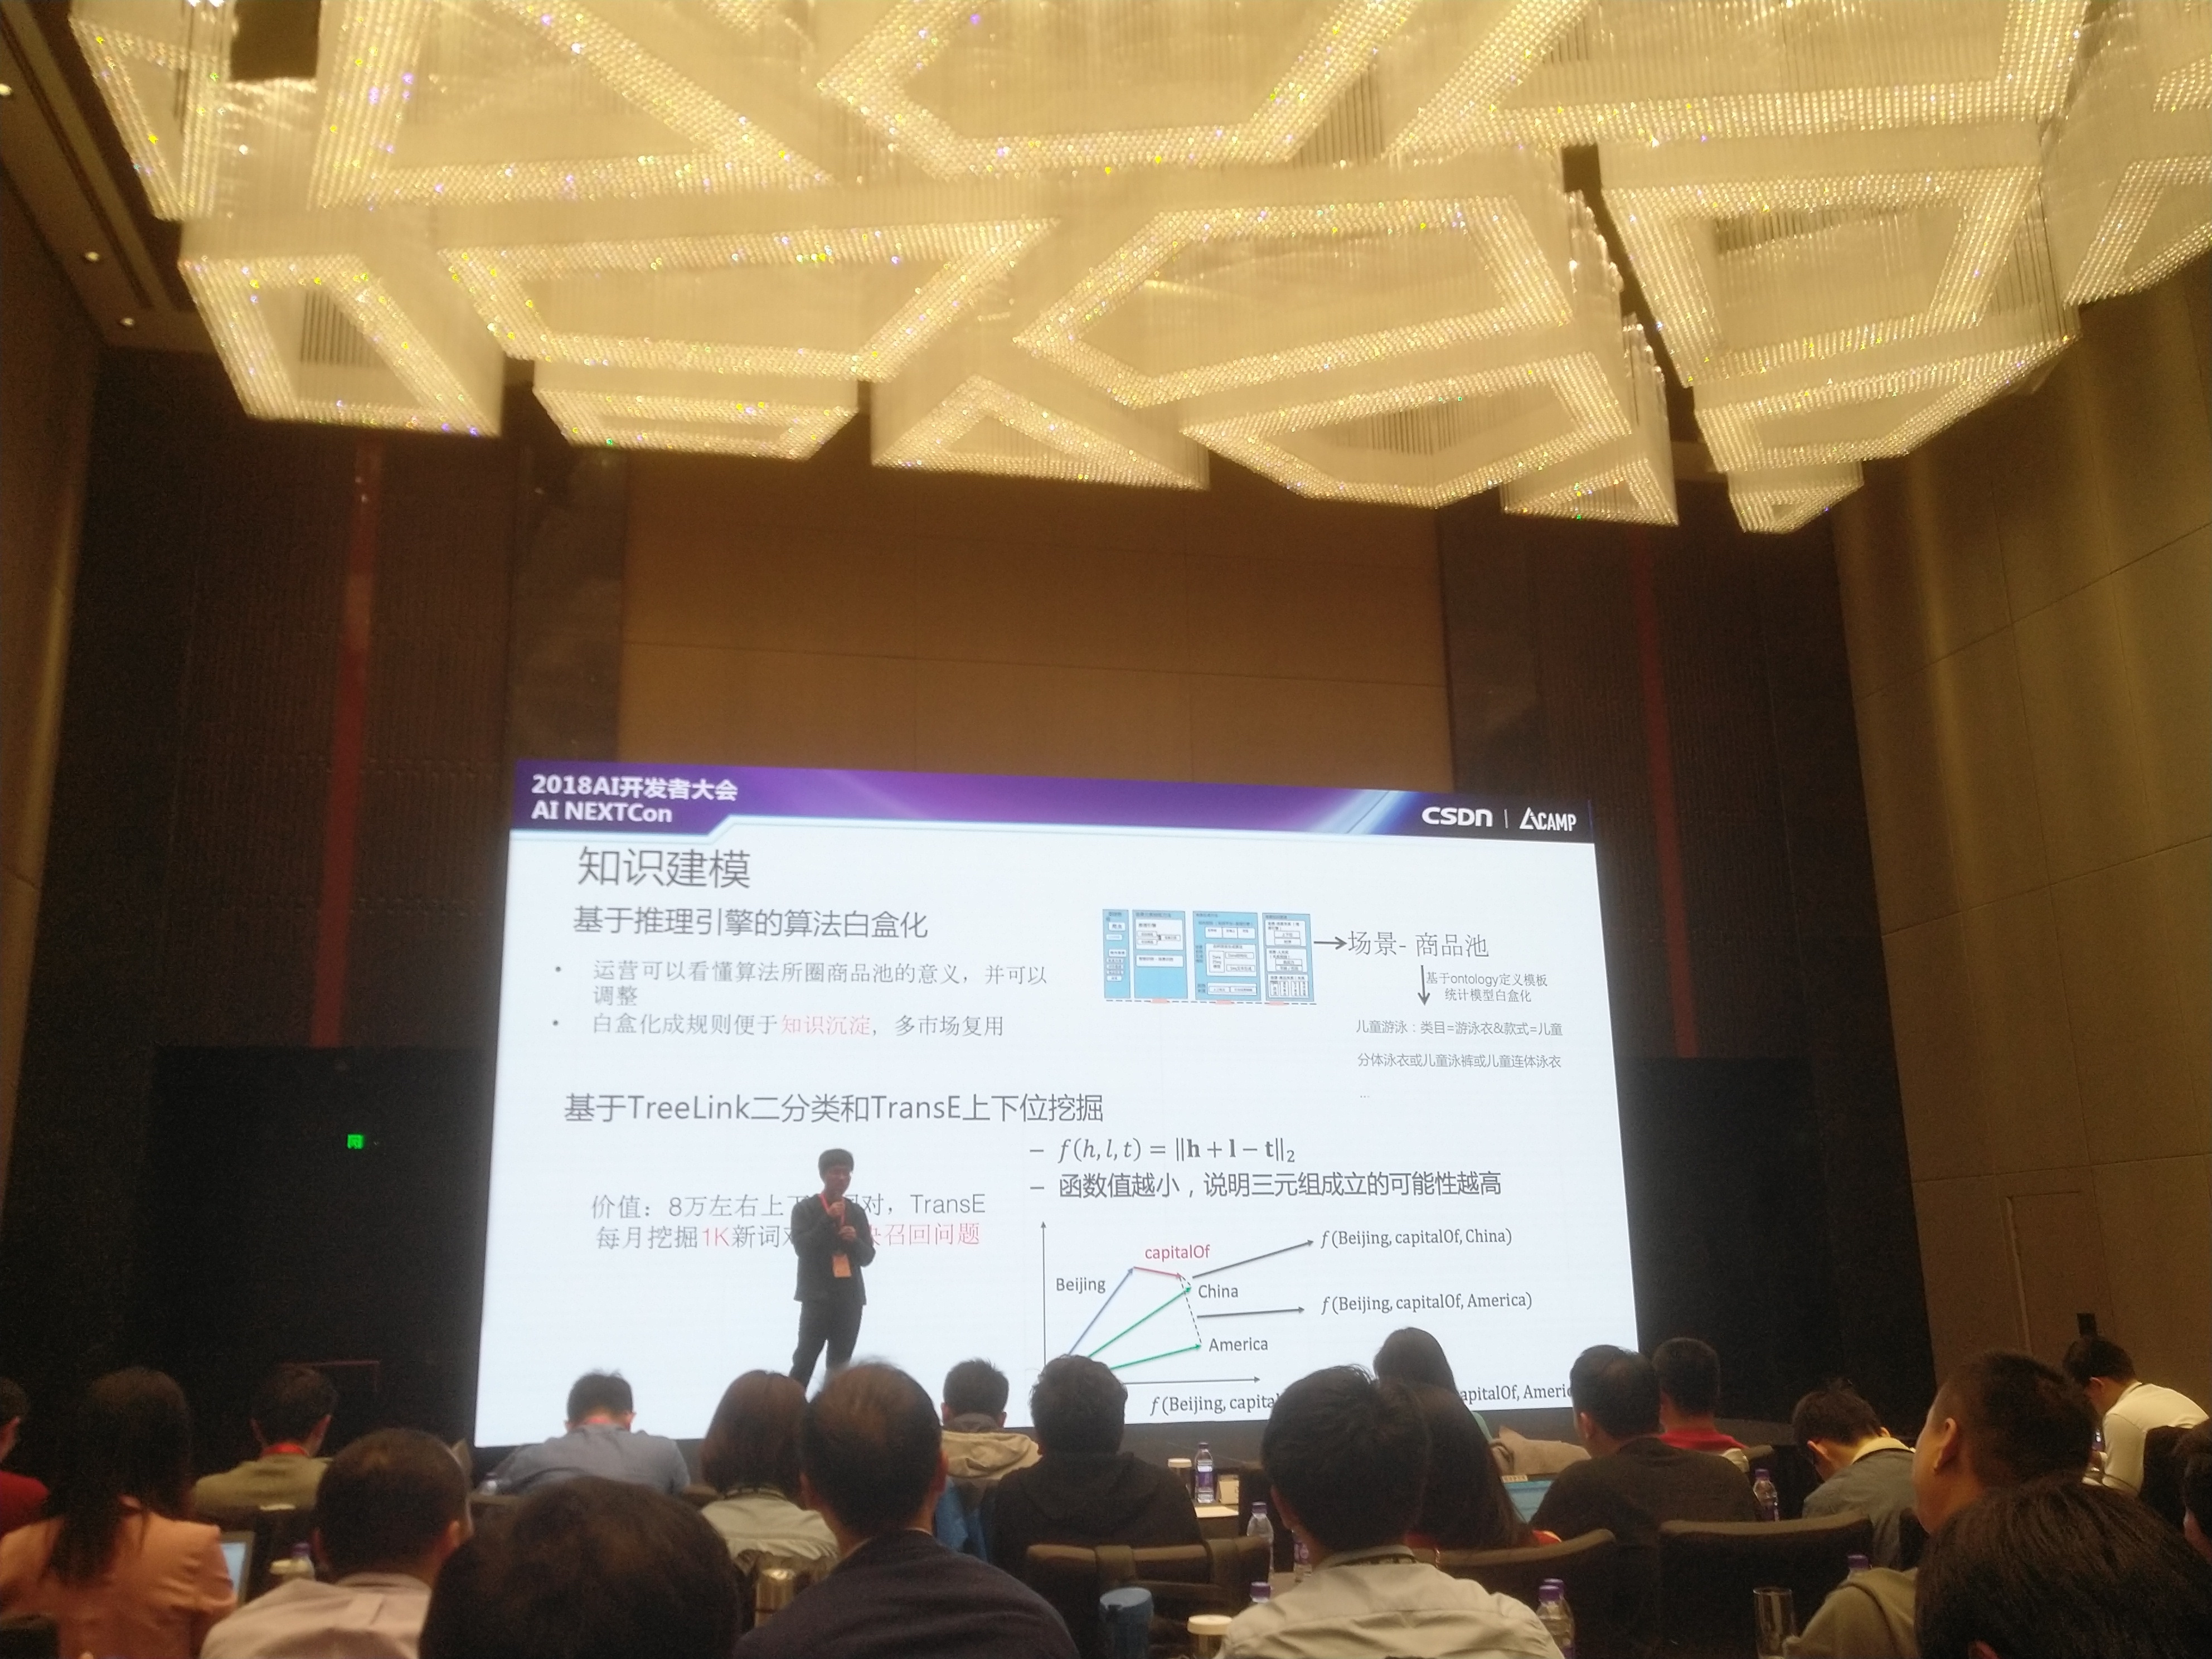 2018AI开发者大会
AI NEXTCon
CSDN | AICAMP
知识建模
基于推理引擎的算法白盒化
• 运营可以看懂算法所圈商品池的意义，并可以
调整
• 白盒化成规则便于知识沉淀，多市场复用
场景- 商品池
基于ontology定义模板
统计模型白盒化
儿童游泳：类目=游泳衣&款式=儿童
分体泳衣或儿童泳裤或儿童连体泳衣
...
基于TreeLink二分类和TransE上下位挖掘
– f(h, l, t) = ‖h + l − t‖₂
– 函数值越小，说明三元组成立的可能性越高
价值：8万左右上 对，TransE
每月挖掘1K新词 召回问题
capitalOf
Beijing
China
America
f(Beijing, capitalOf, China)
f(Beijing, capitalOf, America)
f(Beijing, capita apitalOf, Ameri